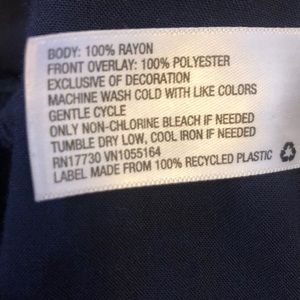 BODY: 100% RAYON
FRONT OVERLAY: 100% POLYESTER
EXCLUSIVE OF DECORATION
MACHINE WASH COLD WITH LIKE COLORS
GENTLE CYCLE
ONLY NON-CHLORINE BLEACH IF NEEDED
TUMBLE DRY LOW, COOL IRON IF NEEDED
RN17730 VN1055164
LABEL MADE FROM 100% RECYCLED PLASTIC